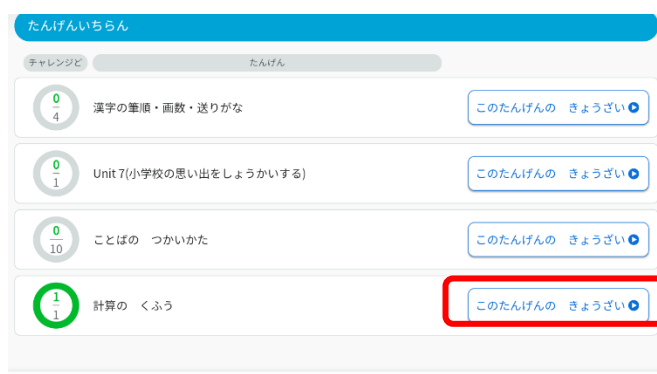 たんげんいちらん
チャレンジど たんげん
0
4
漢字の筆順・画数・送りがな このたんげんの きょうざい
0
1
Unit 7(小学校の思い出をしょうかいする) このたんげんの きょうざい
0
10
ことばの つかいかた このたんげんの きょうざい
1
1
計算の くふう このたんげんの きょうざい